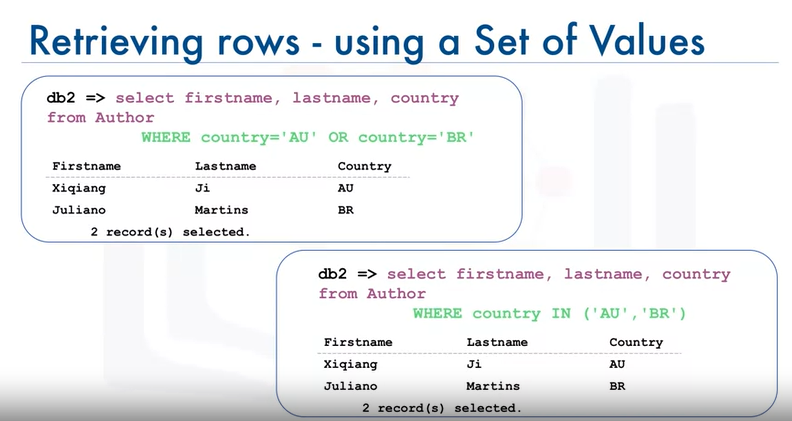 Retrieving rows - using a Set of Values
db2 => select firstname, lastname, country
from Author
WHERE country='AU' OR country='BR'
Firstname Lastname Country
Xiqiang Ji AU
Juliano Martins BR
2 record(s) selected.
db2 => select firstname, lastname, country
from Author
WHERE country IN ('AU','BR')
Firstname Lastname Country
Xiqiang Ji AU
Juliano Martins BR
2 record(s) selected.